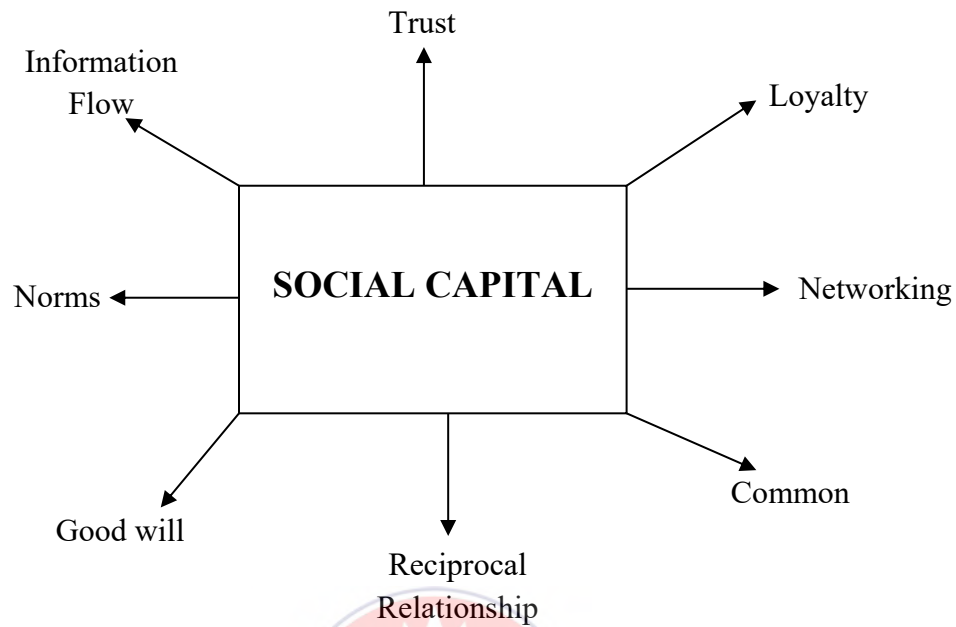 Trust
Information
Flow
Loyalty
SOCIAL CAPITAL
Norms
Networking
Common
Good will
Reciprocal
Relationship